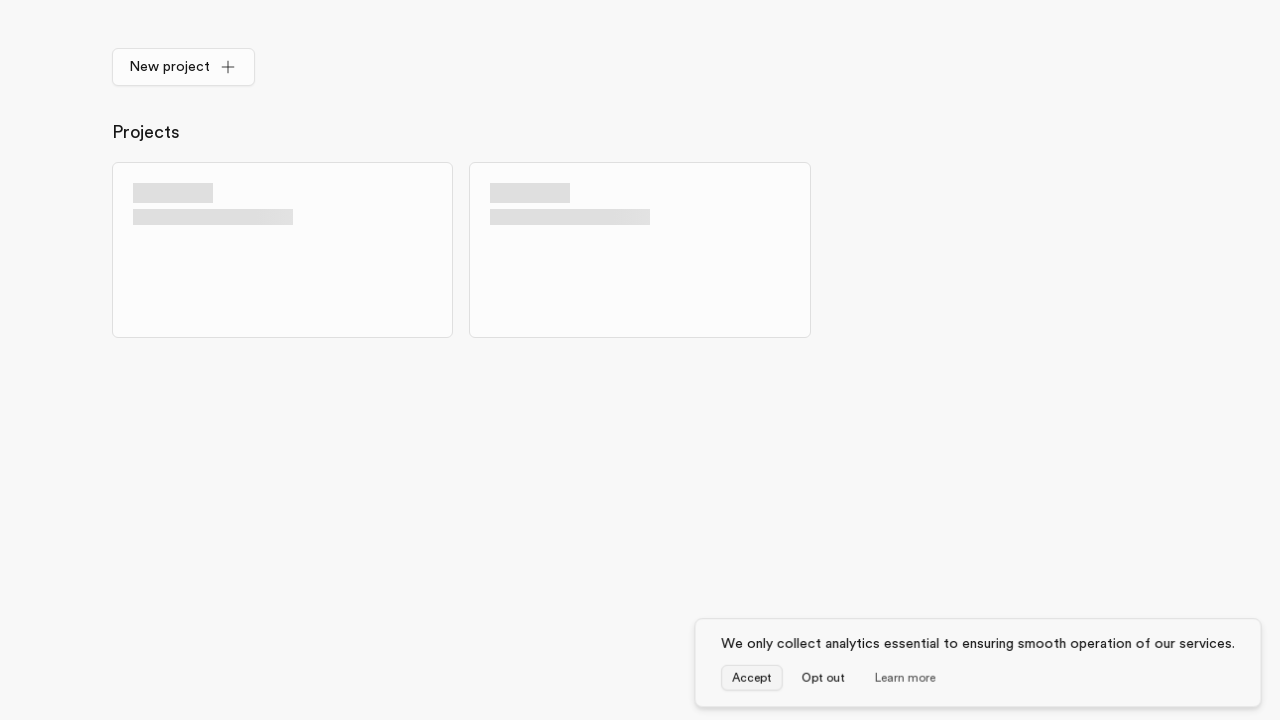 New project
Projects
We only collect analytics essential to ensuring smooth operation of our services.
Accept Opt out Learn more